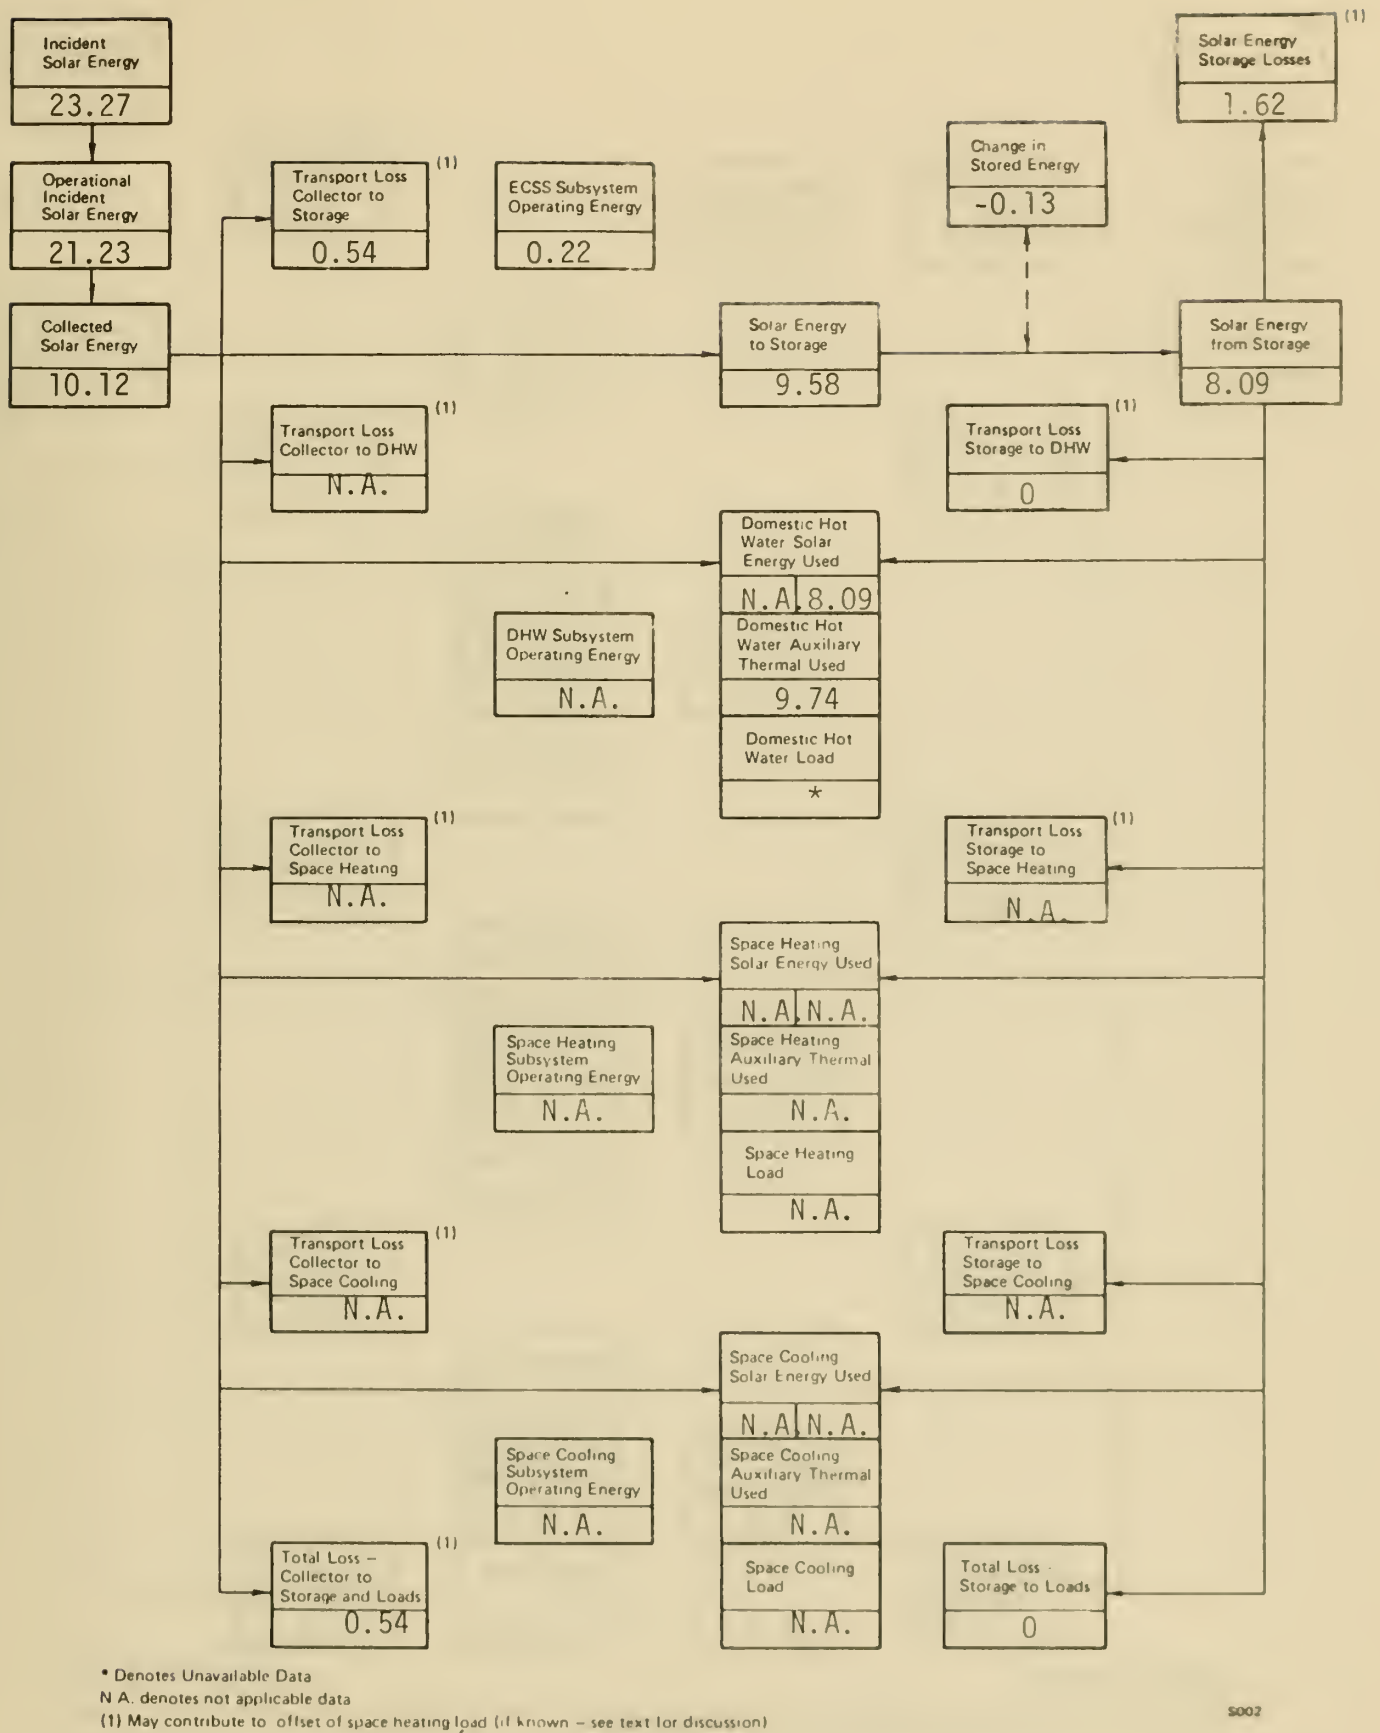 (1)
Incident
Solar Energy
23.27
Solar Energy
Storage Losses
1.62
Operational
Incident
Solar Energy
21.23
Transport Loss
Collector to
Storage
0.54
(1)
ECSS Subsystem
Operating Energy
0.22
Change in
Stored Energy
-0.13
Collected
Solar Energy
10.12
Solar Energy
to Storage
9.58
Solar Energy
from Storage
8.09
Transport Loss
Collector to DHW
N.A.
(1)
Transport Loss
Storage to DHW
0
(1)
Domestic Hot
Water Solar
Energy Used
N.A. 8.09
DHW Subsystem
Operating Energy
N.A.
Domestic Hot
Water Auxiliary
Thermal Used
9.74
Domestic Hot
Water Load
*
Transport Loss
Collector to
Space Heating
N.A.
(1)
Transport Loss
Storage to
Space Heating
N.A.
(1)
Space Heating
Solar Energy Used
N.A. N.A.
Space Heating
Subsystem
Operating Energy
N.A.
Space Heating
Auxiliary Thermal
Used
N.A.
Space Heating
Load
N.A.
Transport Loss
Collector to
Space Cooling
N.A.
(1)
Transport Loss
Storage to
Space Cooling
N.A.
Space Cooling
Solar Energy Used
N.A. N.A.
Space Cooling
Subsystem
Operating Energy
N.A.
Space Cooling
Auxiliary Thermal
Used
N.A.
Total Loss –
Collector to
Storage and Loads
0.54
(1)
Space Cooling
Load
N.A.
Total Loss -
Storage to Loads
0
* Denotes Unavailable Data
N A. denotes not applicable data
(1) May contribute to offset of space heating load (if known – see text for discussion)
S002